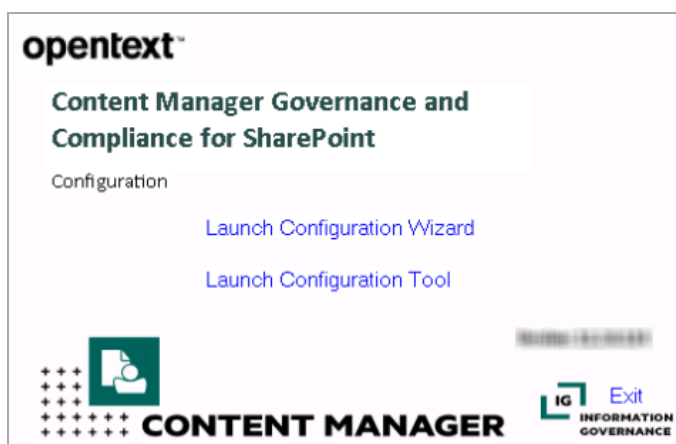 opentext™
Content Manager Governance and
Compliance for SharePoint
Configuration
Launch Configuration Wizard
Launch Configuration Tool
IG
Exit
INFORMATION
GOVERNANCE
CONTENT MANAGER